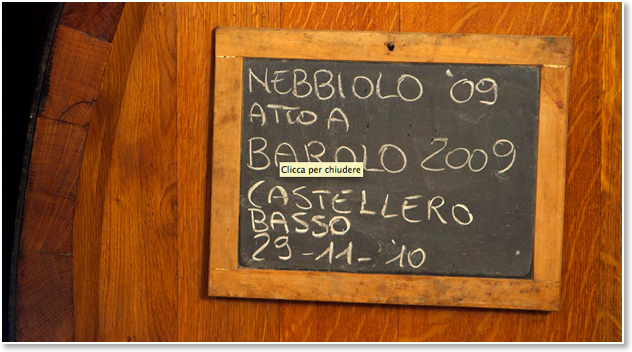 NEBBIOLO '09
ATTO A
BAROLO 2009
Clicca per chiudere
CASTELLERO
BASSO
29-11-'10